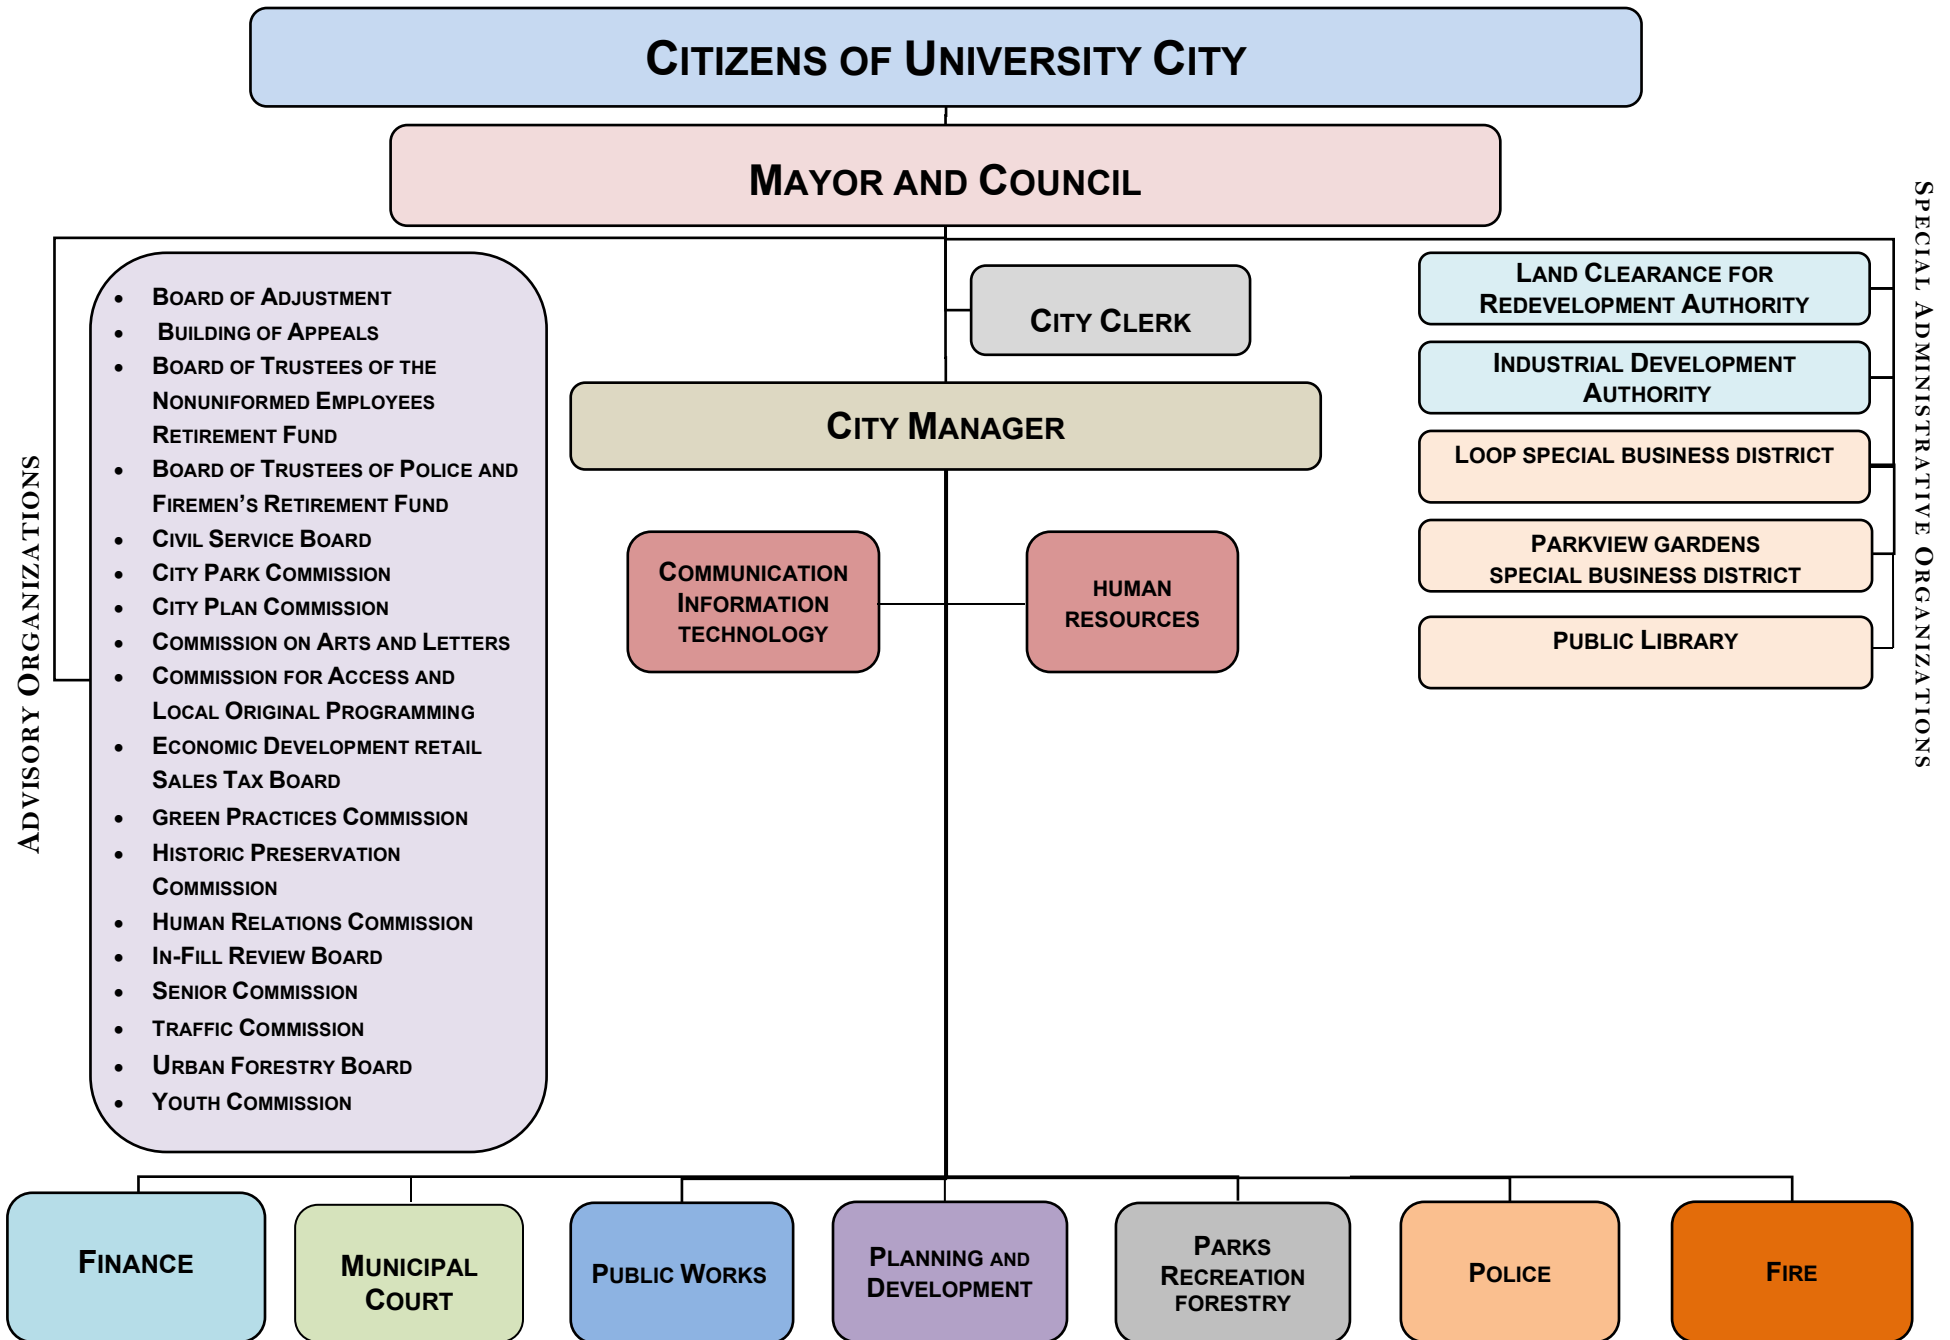 CITIZENS OF UNIVERSITY CITY
MAYOR AND COUNCIL
ADVISORY ORGANIZATIONS
• BOARD OF ADJUSTMENT
• BUILDING OF APPEALS
• BOARD OF TRUSTEES OF THE
NONUNIFORMED EMPLOYEES
RETIREMENT FUND
• BOARD OF TRUSTEES OF POLICE AND
FIREMEN’S RETIREMENT FUND
• CIVIL SERVICE BOARD
• CITY PARK COMMISSION
• CITY PLAN COMMISSION
• COMMISSION ON ARTS AND LETTERS
• COMMISSION FOR ACCESS AND
LOCAL ORIGINAL PROGRAMMING
• ECONOMIC DEVELOPMENT RETAIL
SALES TAX BOARD
• GREEN PRACTICES COMMISSION
• HISTORIC PRESERVATION
COMMISSION
• HUMAN RELATIONS COMMISSION
• IN-FILL REVIEW BOARD
• SENIOR COMMISSION
• TRAFFIC COMMISSION
• URBAN FORESTRY BOARD
• YOUTH COMMISSION
CITY CLERK
CITY MANAGER
COMMUNICATION
INFORMATION
TECHNOLOGY
HUMAN
RESOURCES
SPECIAL ADMINISTRATIVE ORGANIZATIONS
LAND CLEARANCE FOR
REDEVELOPMENT AUTHORITY
INDUSTRIAL DEVELOPMENT
AUTHORITY
LOOP SPECIAL BUSINESS DISTRICT
PARKVIEW GARDENS
SPECIAL BUSINESS DISTRICT
PUBLIC LIBRARY
FINANCE
MUNICIPAL
COURT
PUBLIC WORKS
PLANNING AND
DEVELOPMENT
PARKS
RECREATION
FORESTRY
POLICE
FIRE